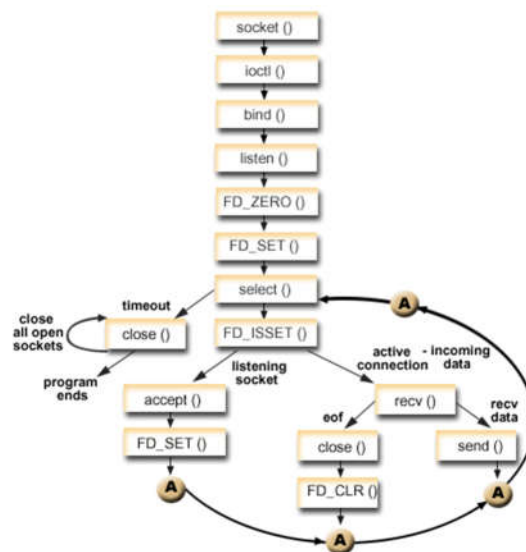 socket ()
ioctl ()
bind ()
listen ()
FD_ZERO ()
FD_SET ()
select ()
A
timeout
close
all open
sockets
close ()
program
ends
FD_ISSET ()
listening
socket
active
connection
- incoming
data
accept ()
FD_SET ()
A
recv ()
eof
recv
data
close ()
FD_CLR ()
A
send ()
A